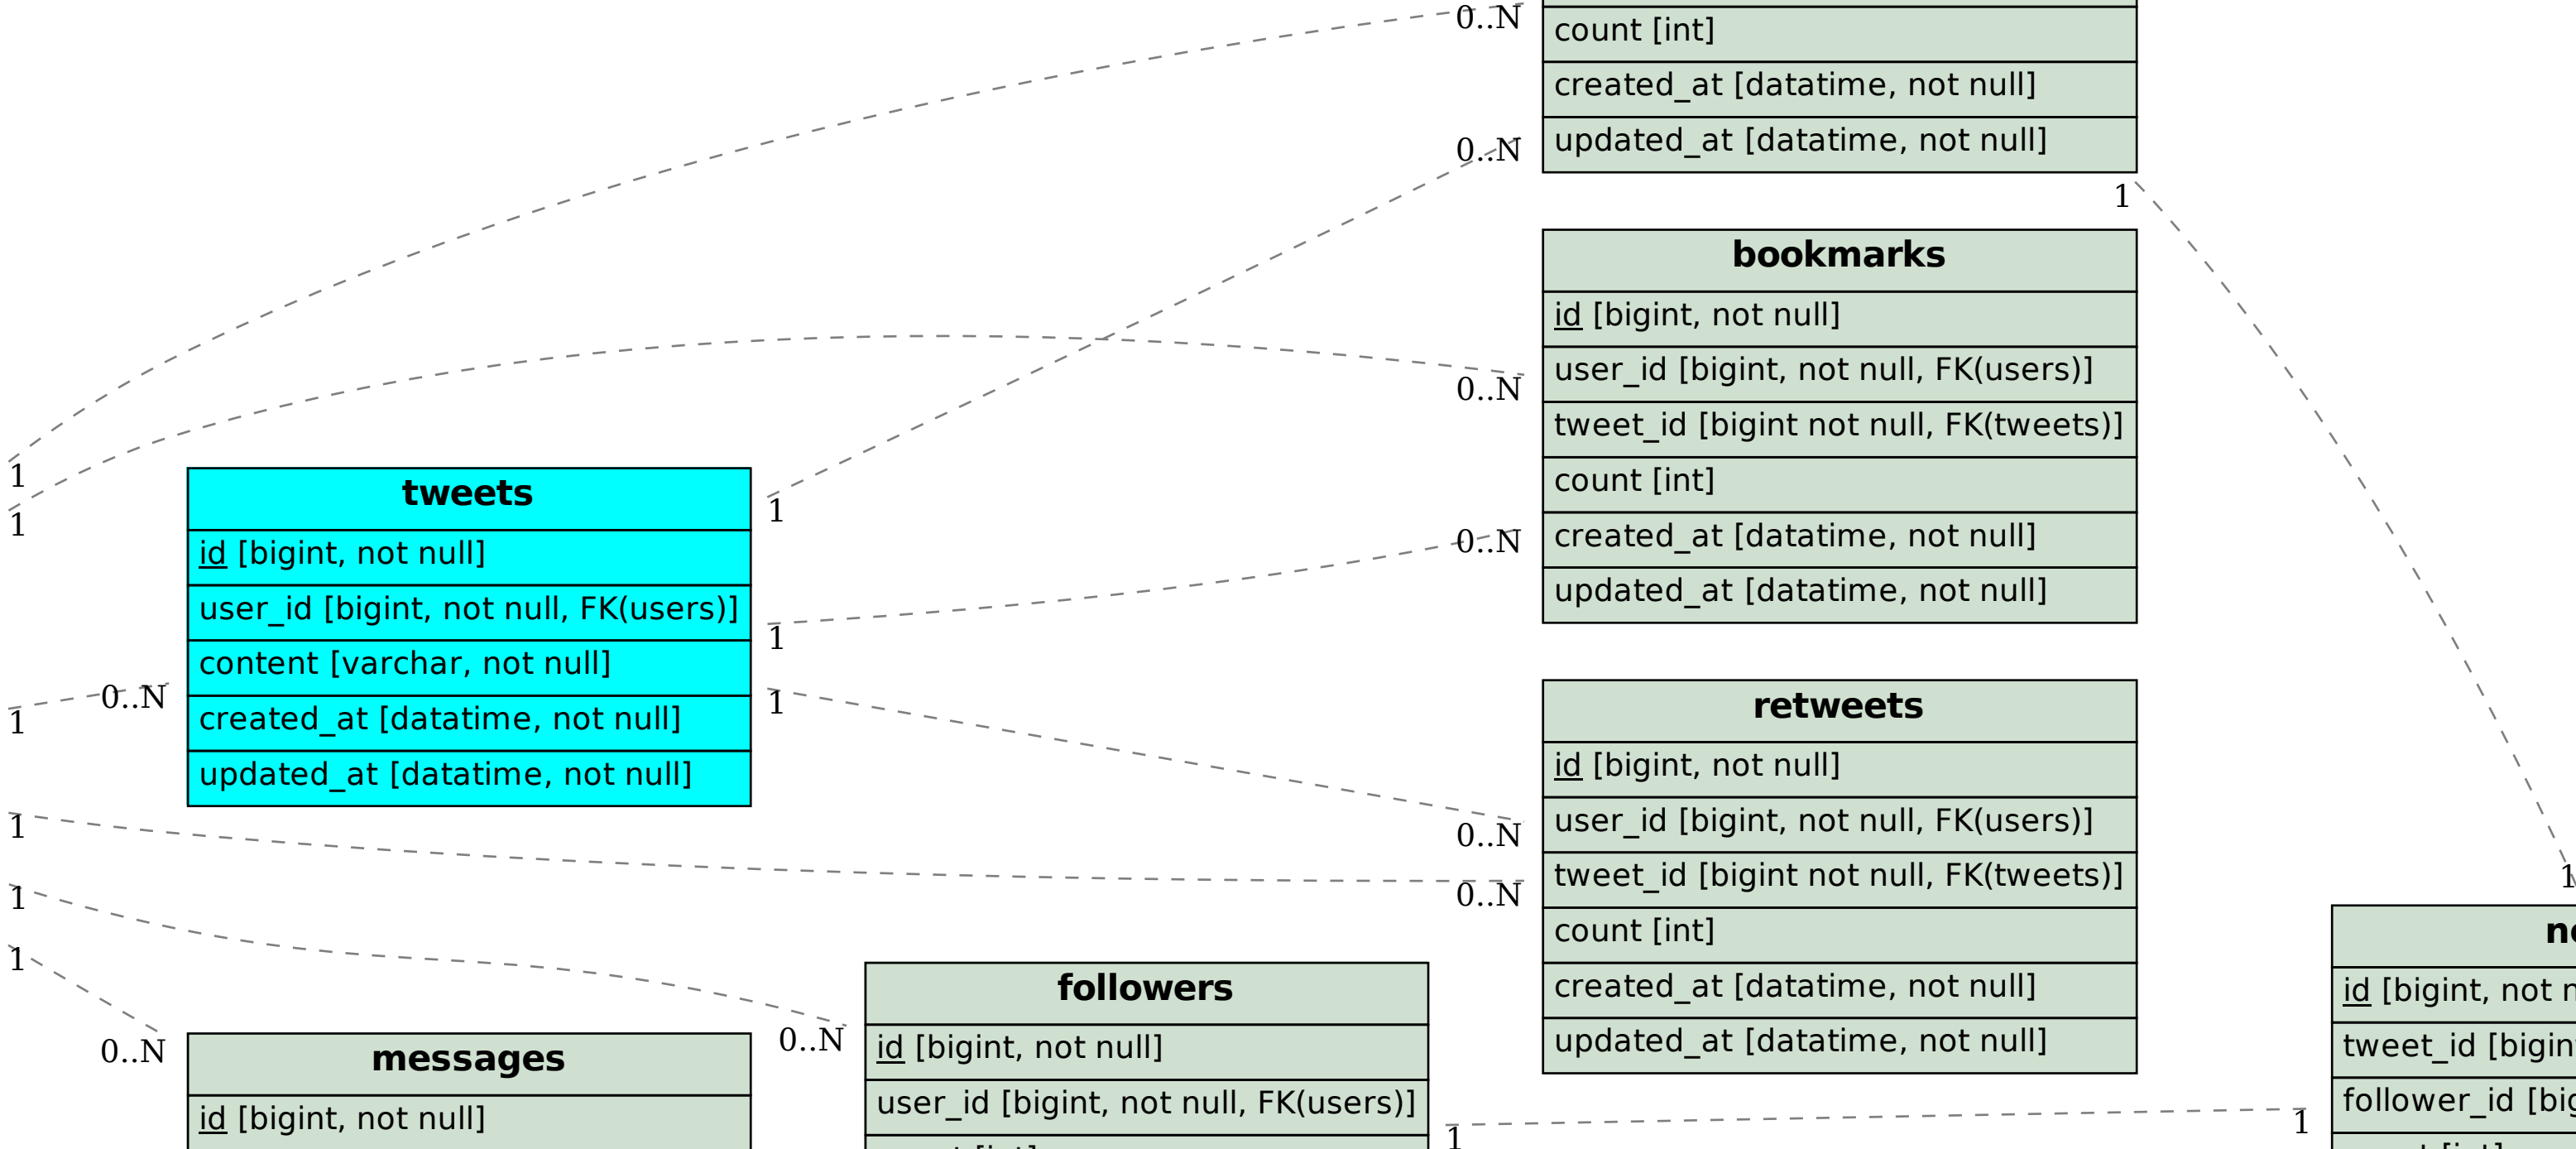 0..N
count [int]
created_at [datatime, not null]
0..N
updated_at [datatime, not null]
1
bookmarks
id [bigint, not null]
user_id [bigint, not null, FK(users)]
0..N
tweet_id [bigint not null, FK(tweets)]
count [int]
0..N
created_at [datatime, not null]
updated_at [datatime, not null]
1
1
tweets
1
id [bigint, not null]
user_id [bigint, not null, FK(users)]
1
content [varchar, not null]
0..N
1
created_at [datatime, not null]
1
updated_at [datatime, not null]
retweets
id [bigint, not null]
0..N
user_id [bigint, not null, FK(users)]
0..N
tweet_id [bigint not null, FK(tweets)]
count [int]
created_at [datatime, not null]
updated_at [datatime, not null]
1
1
1
0..N
messages
id [bigint, not null]
0..N
followers
id [bigint, not null]
user_id [bigint, not null, FK(users)]
1
1
1
id [bigint, not
tweet_id
follower_id